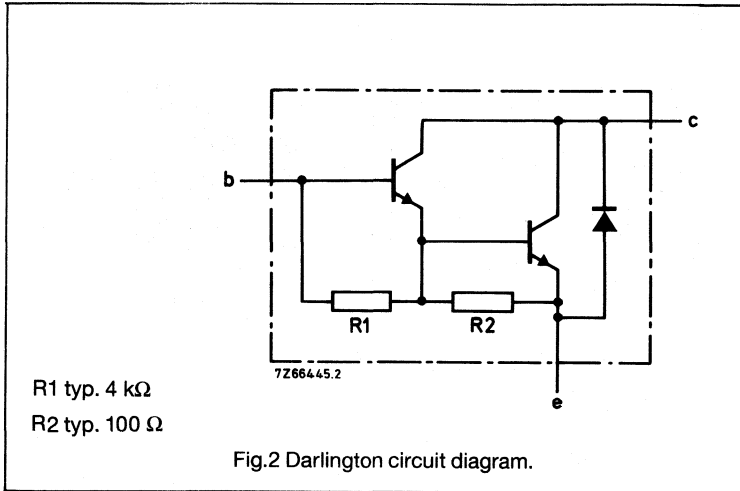 c
b
R1
R2
7Z66445.2
e
R1 typ. 4 kΩ
R2 typ. 100 Ω
Fig.2 Darlington circuit diagram.